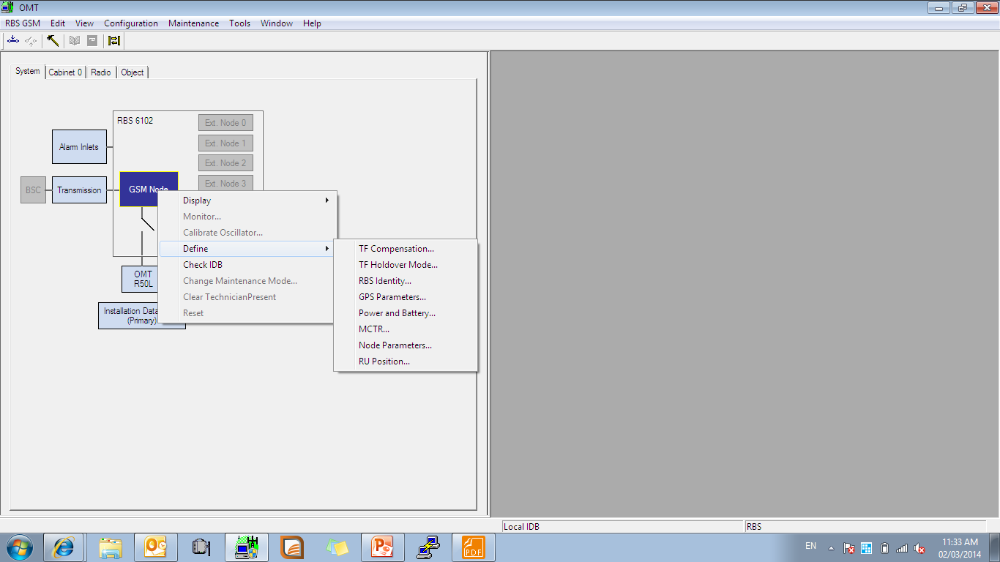 OMT
RBS GSM Edit View Configuration Maintenance Tools Window Help
System Cabinet 0 Radio Object
RBS 6102
Ext. Node 0
Ext. Node 1
Ext. Node 2
Ext. Node 3
Alarm Inlets
BSC
Transmission
GSM Node
OMT
R50L
Installation Data
(Primary)
Display
Monitor...
Calibrate Oscillator...
Define
Check IDB
Change Maintenance Mode...
Clear TechnicianPresent
Reset
TF Compensation...
TF Holdover Mode...
RBS Identity...
GPS Parameters...
Power and Battery...
MCTR...
Node Parameters...
RU Position...
Local IDB
RBS
PDF
EN
11:33 AM
02/03/2014